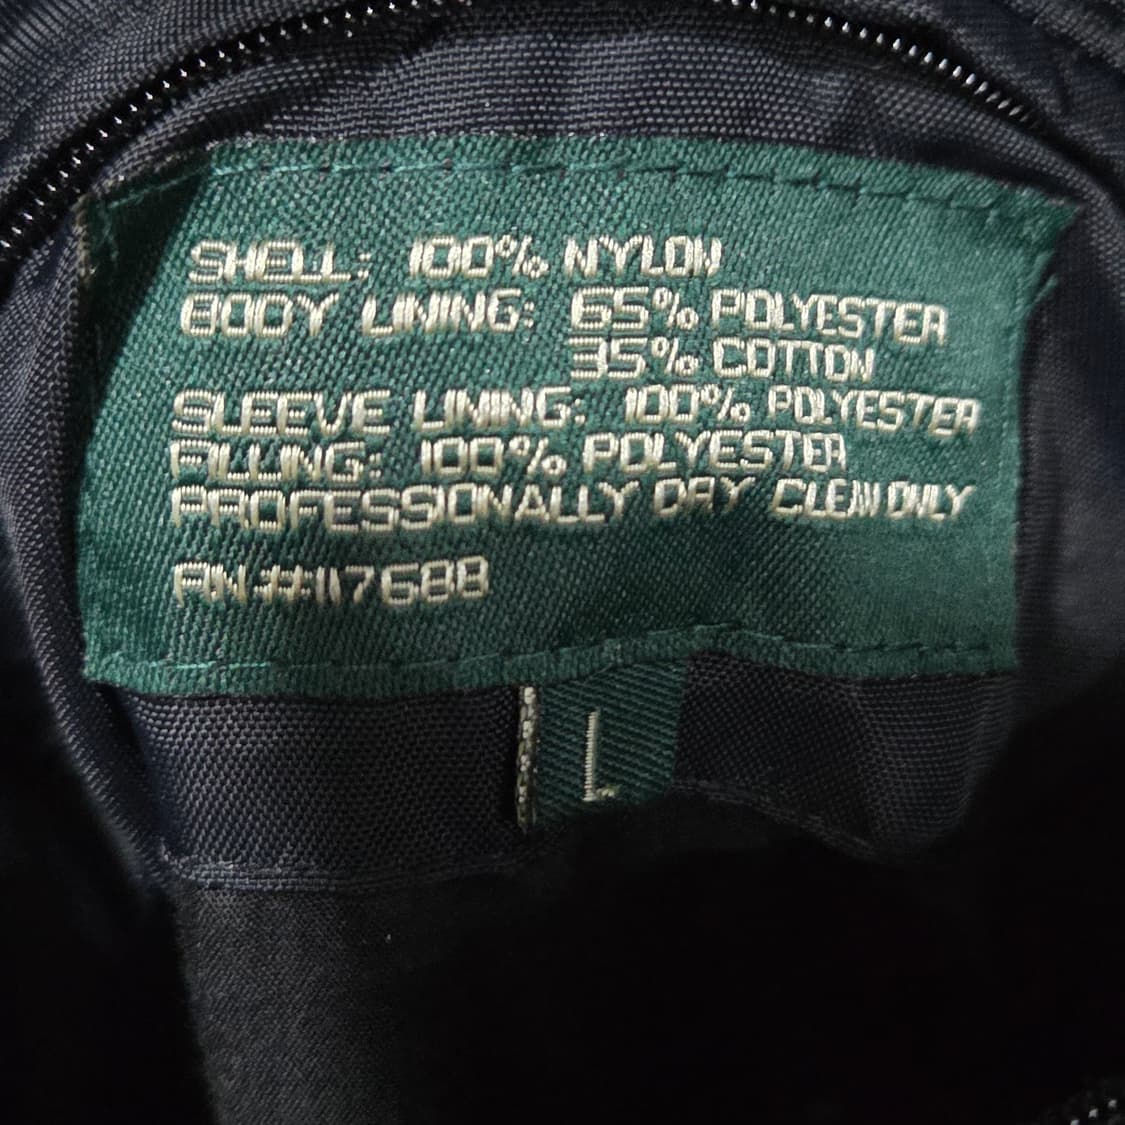 SHELL: 100% NYLON
BODY LINING: 65% POLYESTER
35% COTTON
SLEEVE LINING: 100% POLYESTER
FILLING: 100% POLYESTER
PROFESSIONALLY DRY CLEAN ONLY
RN##117688
L